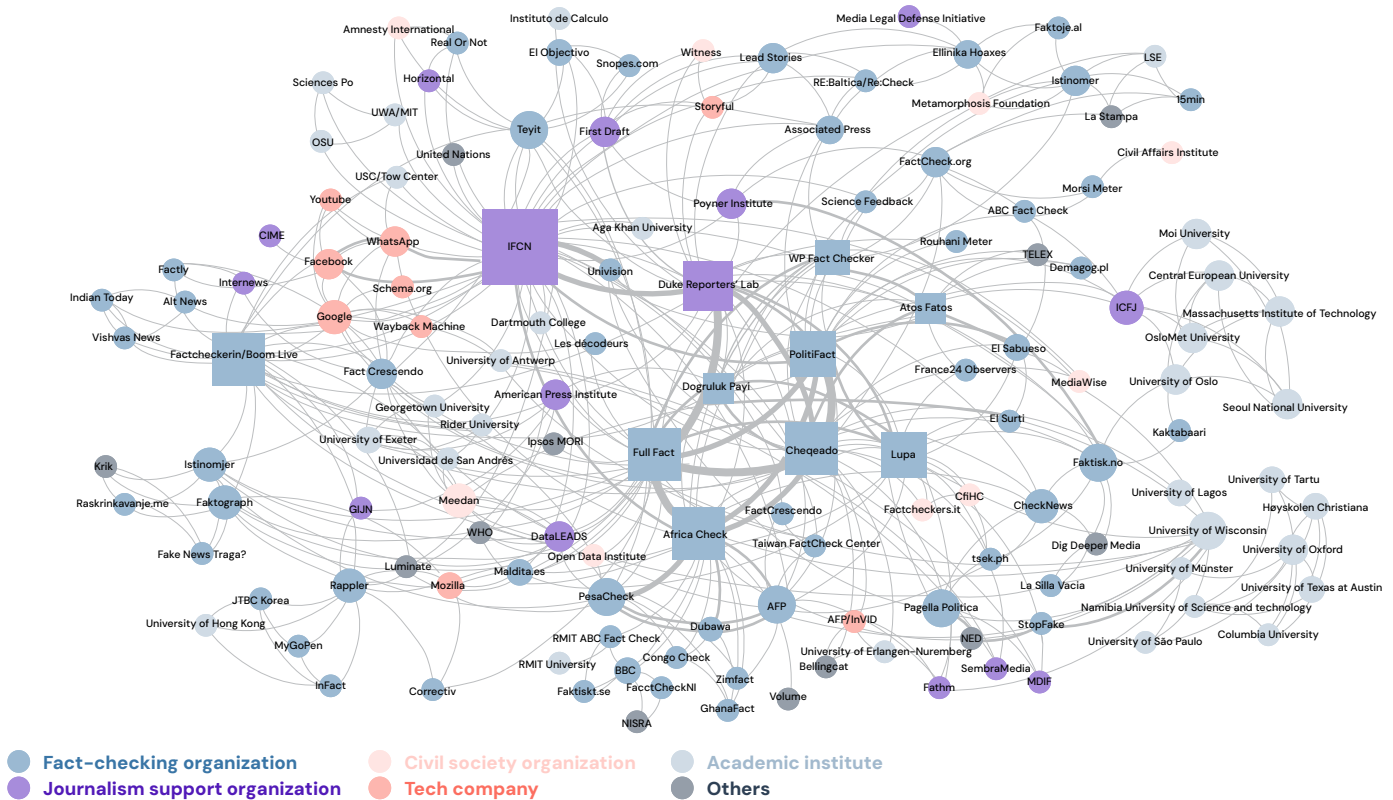 Instituto de Calculo
Media Legal Defense Initiative
Amnesty International
Faktoje.al
Real Or Not
El Objectivo
Witness
Lead Stories
Ellinika Hoaxes
LSE
Snopes.com
Sciences Po
Horizontal
RE:Baltica/Re:Check
Istinomer
15min
Storyful
Metamorphosis Foundation
UWA/MIT
La Stampa
Teyit
First Draft
Associated Press
OSU
United Nations
Civil Affairs Institute
FactCheck.org
USC/Tow Center
Morsi Meter
Youtube
Poyner Institute
Science Feedback
ABC Fact Check
Aga Khan University
CIME
WhatsApp
IFCN
Rouhani Meter
Moi University
TELEX
WP Fact Checker
Facebook
Factly
Univision
Demagog.pl
Central European University
Internews
Duke Reporters' Lab
Schema.org
Indian Today
Alt News
Atos Fatos
ICFJ
Massachusetts Institute of Technology
Google
Wayback Machine
Dartmouth College
Vishvas News
OsloMet University
Les décodeurs
El Sabueso
Factcheckerin/Boom Live
PolitiFact
University of Antwerp
Fact Crescendo
France24 Observers
MediaWise
University of Oslo
Dogruluk Payi
American Press Institute
Georgetown University
Seoul National University
Rider University
El Surti
University of Exeter
Ipsos MORI
Kaktabaari
Full Fact
Cheqeado
Lupa
Universidad de San Andrés
Krik
Istinomjer
Faktisk.no
University of Tartu
University of Lagos
Meedan
CfiHC
Raskrinkavanje.me
Faktograph
GIJN
Factcheckers.it
CheckNews
Høyskolen Christiana
FactCrescendo
WHO
DataLEADS
Africa Check
University of Wisconsin
Taiwan FactCheck Center
Dig Deeper Media
University of Oxford
Fake News Traga?
Open Data Institute
tsek.ph
Luminate
Maldita.es
University of Münster
Rappler
Mozilla
La Silla Vacia
University of Texas at Austin
JTBC Korea
PesaCheck
AFP
Pagella Politica
Namibia University of Science and technology
University of Hong Kong
AFP/InVID
StopFake
Dubawa
Columbia University
RMIT ABC Fact Check
NED
University of São Paulo
MyGoPen
University of Erlangen-Nuremberg
Congo Check
RMIT University
Bellingcat
SembraMedia
BBC
Zimfact
MDIF
InFact
Correctiv
Faktiskt.se
FacctCheckNI
Fathm
Volume
GhanaFact
NISRA
Fact-checking organization
Civil society organization
Academic institute
Journalism support organization
Tech company
Others